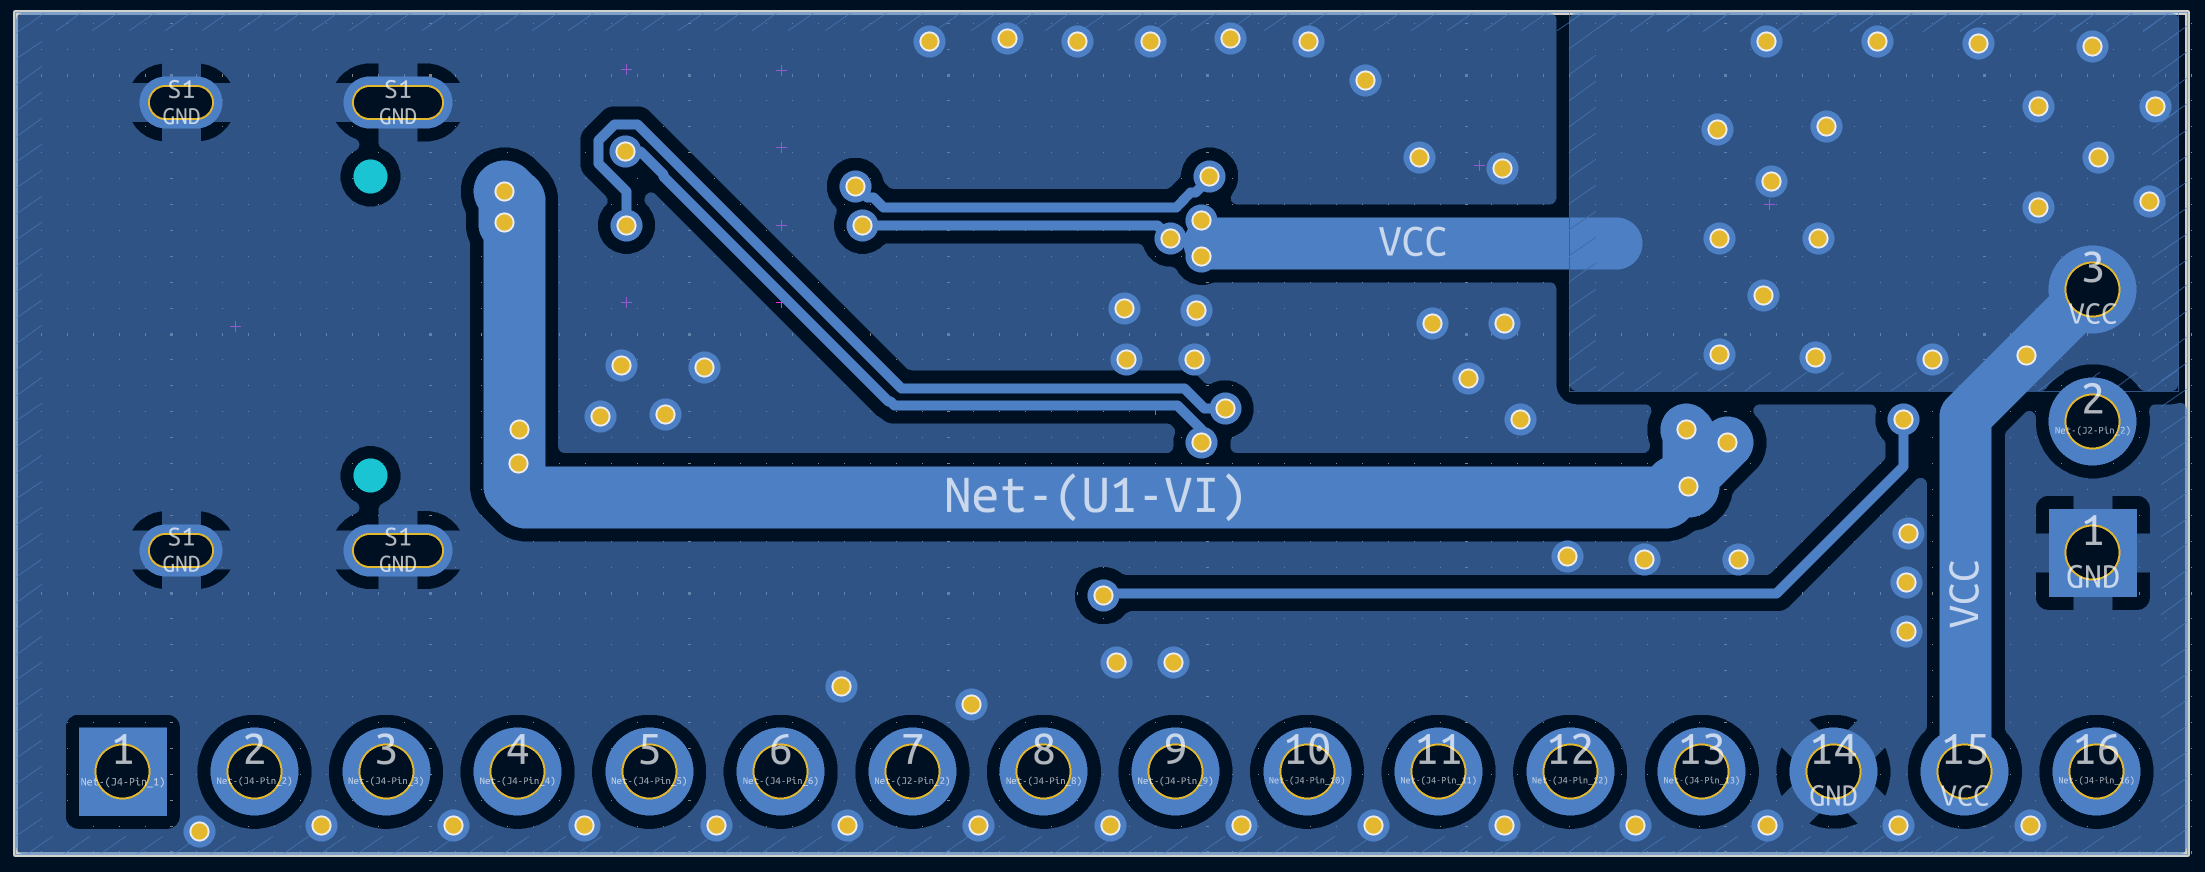 S1
GND
S1
GND
VCC
3
VCC
2
Net-(J2-Pin_2)
Net-(U1-VI)
S1
GND
S1
GND
1
GND
VCC
1
Net-(J4-Pin_1)
2
Net-(J4-Pin_2)
3
Net-(J4-Pin_3)
4
Net-(J4-Pin_4)
5
Net-(J4-Pin_5)
6
Net-(J4-Pin_6)
7
Net-(J2-Pin_2)
8
Net-(J4-Pin_8)
9
Net-(J4-Pin_9)
10
Net-(J4-Pin_10)
11
Net-(J4-Pin_11)
12
Net-(J4-Pin_12)
13
Net-(J4-Pin_13)
14
GND
15
VCC
16
Net-(J4-Pin_16)